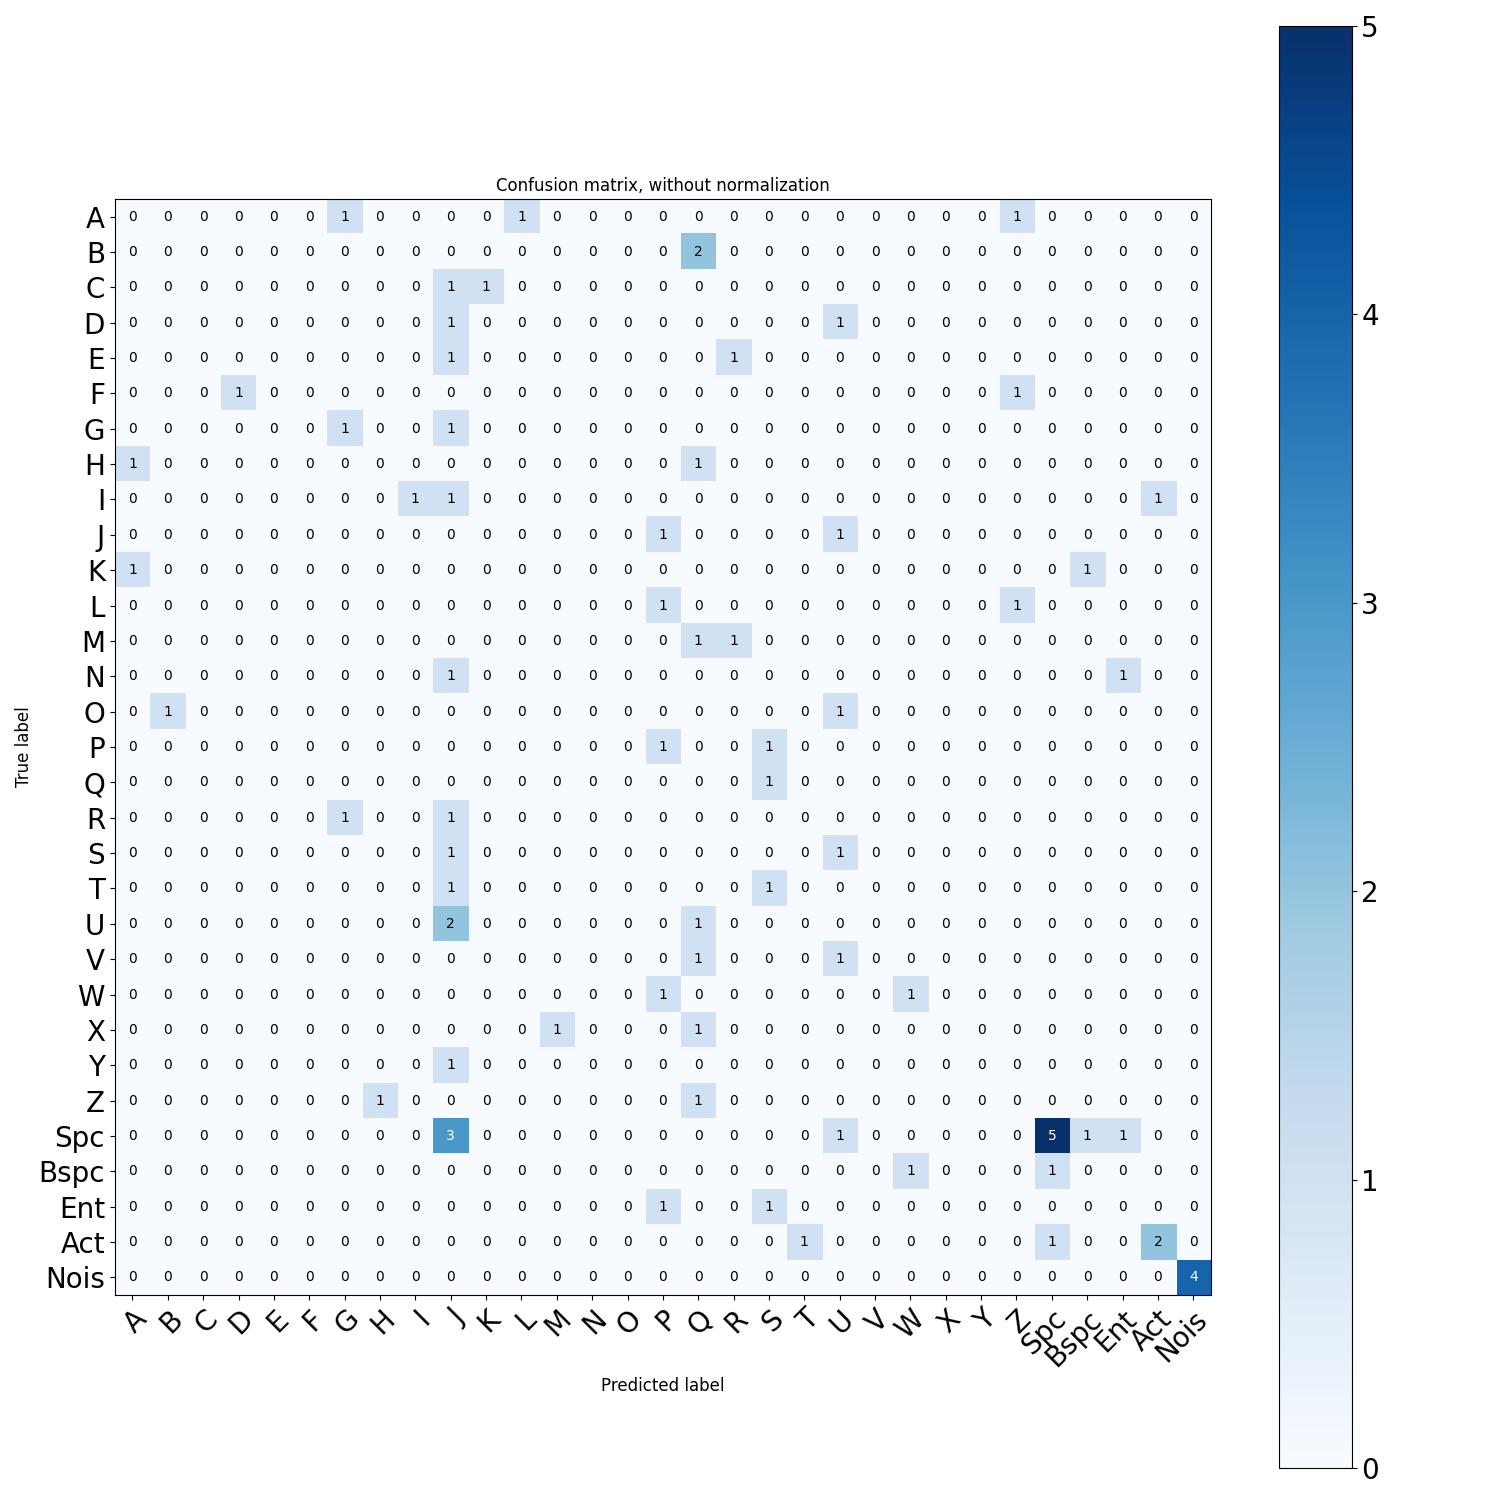 Confusion matrix, without normalization
A 0 0 0 0 0 0 1 0 0 0 0 1 0 0 0 0 0 0 0 0 0 0 0 0 0 1 0 0 0 0 0
B 0 0 0 0 0 0 0 0 0 0 0 0 0 0 0 0 2 0 0 0 0 0 0 0 0 0 0 0 0 0 0
C 0 0 0 0 0 0 0 0 0 1 1 0 0 0 0 0 0 0 0 0 0 0 0 0 0 0 0 0 0 0 0
D 0 0 0 0 0 0 0 0 0 1 0 0 0 0 0 0 0 0 0 0 1 0 0 0 0 0 0 0 0 0 0
E 0 0 0 0 0 0 0 0 0 1 0 0 0 0 0 0 0 1 0 0 0 0 0 0 0 0 0 0 0 0 0
F 0 0 0 1 0 0 0 0 0 0 0 0 0 0 0 0 0 0 0 0 0 0 0 0 0 1 0 0 0 0 0
G 0 0 0 0 0 0 1 0 0 1 0 0 0 0 0 0 0 0 0 0 0 0 0 0 0 0 0 0 0 0 0
H 1 0 0 0 0 0 0 0 0 0 0 0 0 0 0 0 1 0 0 0 0 0 0 0 0 0 0 0 0 0 0
I 0 0 0 0 0 0 0 0 1 1 0 0 0 0 0 0 0 0 0 0 0 0 0 0 0 0 0 0 0 1 0
J 0 0 0 0 0 0 0 0 0 0 0 0 0 0 0 1 0 0 0 0 1 0 0 0 0 0 0 0 0 0 0
K 1 0 0 0 0 0 0 0 0 0 0 0 0 0 0 0 0 0 0 0 0 0 0 0 0 0 0 1 0 0 0
L 0 0 0 0 0 0 0 0 0 0 0 0 0 0 0 1 0 0 0 0 0 0 0 0 0 1 0 0 0 0 0
M 0 0 0 0 0 0 0 0 0 0 0 0 0 0 0 0 1 1 0 0 0 0 0 0 0 0 0 0 0 0 0
N 0 0 0 0 0 0 0 0 0 1 0 0 0 0 0 0 0 0 0 0 0 0 0 0 0 0 0 0 1 0 0
O 0 1 0 0 0 0 0 0 0 0 0 0 0 0 0 0 0 0 0 0 1 0 0 0 0 0 0 0 0 0 0
P 0 0 0 0 0 0 0 0 0 0 0 0 0 0 0 1 0 0 1 0 0 0 0 0 0 0 0 0 0 0 0
Q 0 0 0 0 0 0 0 0 0 0 0 0 0 0 0 0 0 0 1 0 0 0 0 0 0 0 0 0 0 0 0
R 0 0 0 0 0 0 1 0 0 1 0 0 0 0 0 0 0 0 0 0 0 0 0 0 0 0 0 0 0 0 0
S 0 0 0 0 0 0 0 0 0 1 0 0 0 0 0 0 0 0 0 0 1 0 0 0 0 0 0 0 0 0 0
T 0 0 0 0 0 0 0 0 0 1 0 0 0 0 0 0 0 0 1 0 0 0 0 0 0 0 0 0 0 0 0
U 0 0 0 0 0 0 0 0 0 2 0 0 0 0 0 0 1 0 0 0 0 0 0 0 0 0 0 0 0 0 0
V 0 0 0 0 0 0 0 0 0 0 0 0 0 0 0 0 1 0 0 0 1 0 0 0 0 0 0 0 0 0 0
W 0 0 0 0 0 0 0 0 0 0 0 0 0 0 0 1 0 0 0 0 0 0 1 0 0 0 0 0 0 0 0
X 0 0 0 0 0 0 0 0 0 0 0 0 1 0 0 0 1 0 0 0 0 0 0 0 0 0 0 0 0 0 0
Y 0 0 0 0 0 0 0 0 0 1 0 0 0 0 0 0 0 0 0 0 0 0 0 0 0 0 0 0 0 0 0
Z 0 0 0 0 0 0 0 1 0 0 0 0 0 0 0 0 1 0 0 0 0 0 0 0 0 0 0 0 0 0 0
Spc 0 0 0 0 0 0 0 0 0 3 0 0 0 0 0 0 0 0 0 0 1 0 0 0 0 0 5 1 1 0 0
Bspc 0 0 0 0 0 0 0 0 0 0 0 0 0 0 0 0 0 0 0 0 0 0 1 0 0 0 1 0 0 0 0
Ent 0 0 0 0 0 0 0 0 0 0 0 0 0 0 0 1 0 0 1 0 0 0 0 0 0 0 0 0 0 0 0
Act 0 0 0 0 0 0 0 0 0 0 0 0 0 0 0 0 0 0 0 1 0 0 0 0 0 0 1 0 0 2 0
Nois 0 0 0 0 0 0 0 0 0 0 0 0 0 0 0 0 0 0 0 0 0 0 0 0 0 0 0 0 0 0 4
A B C D E F G H I J K L M N O P Q R S T U V W X Y Z Spc Bspc Ent Act Nois
Predicted label
True label
5
4
3
2
1
0